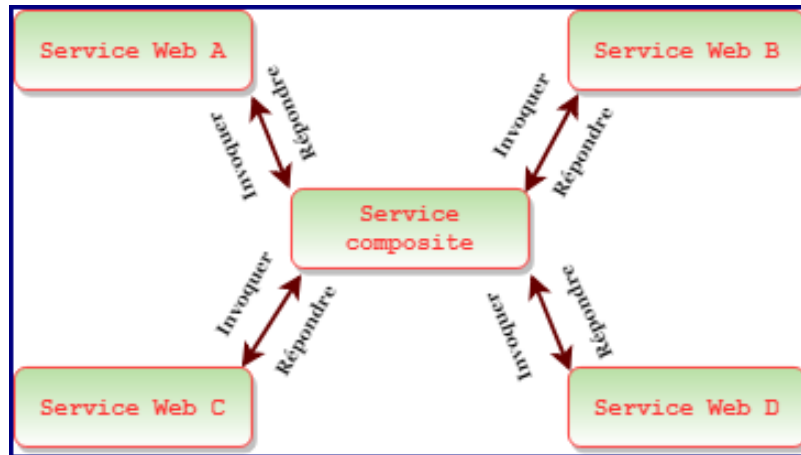 Service Web A
Service Web B
Invoquer
Répondre
Invoquer
Répondre
Service
composite
Invoquer
Répondre
Invoquer
Répondre
Service Web C
Service Web D